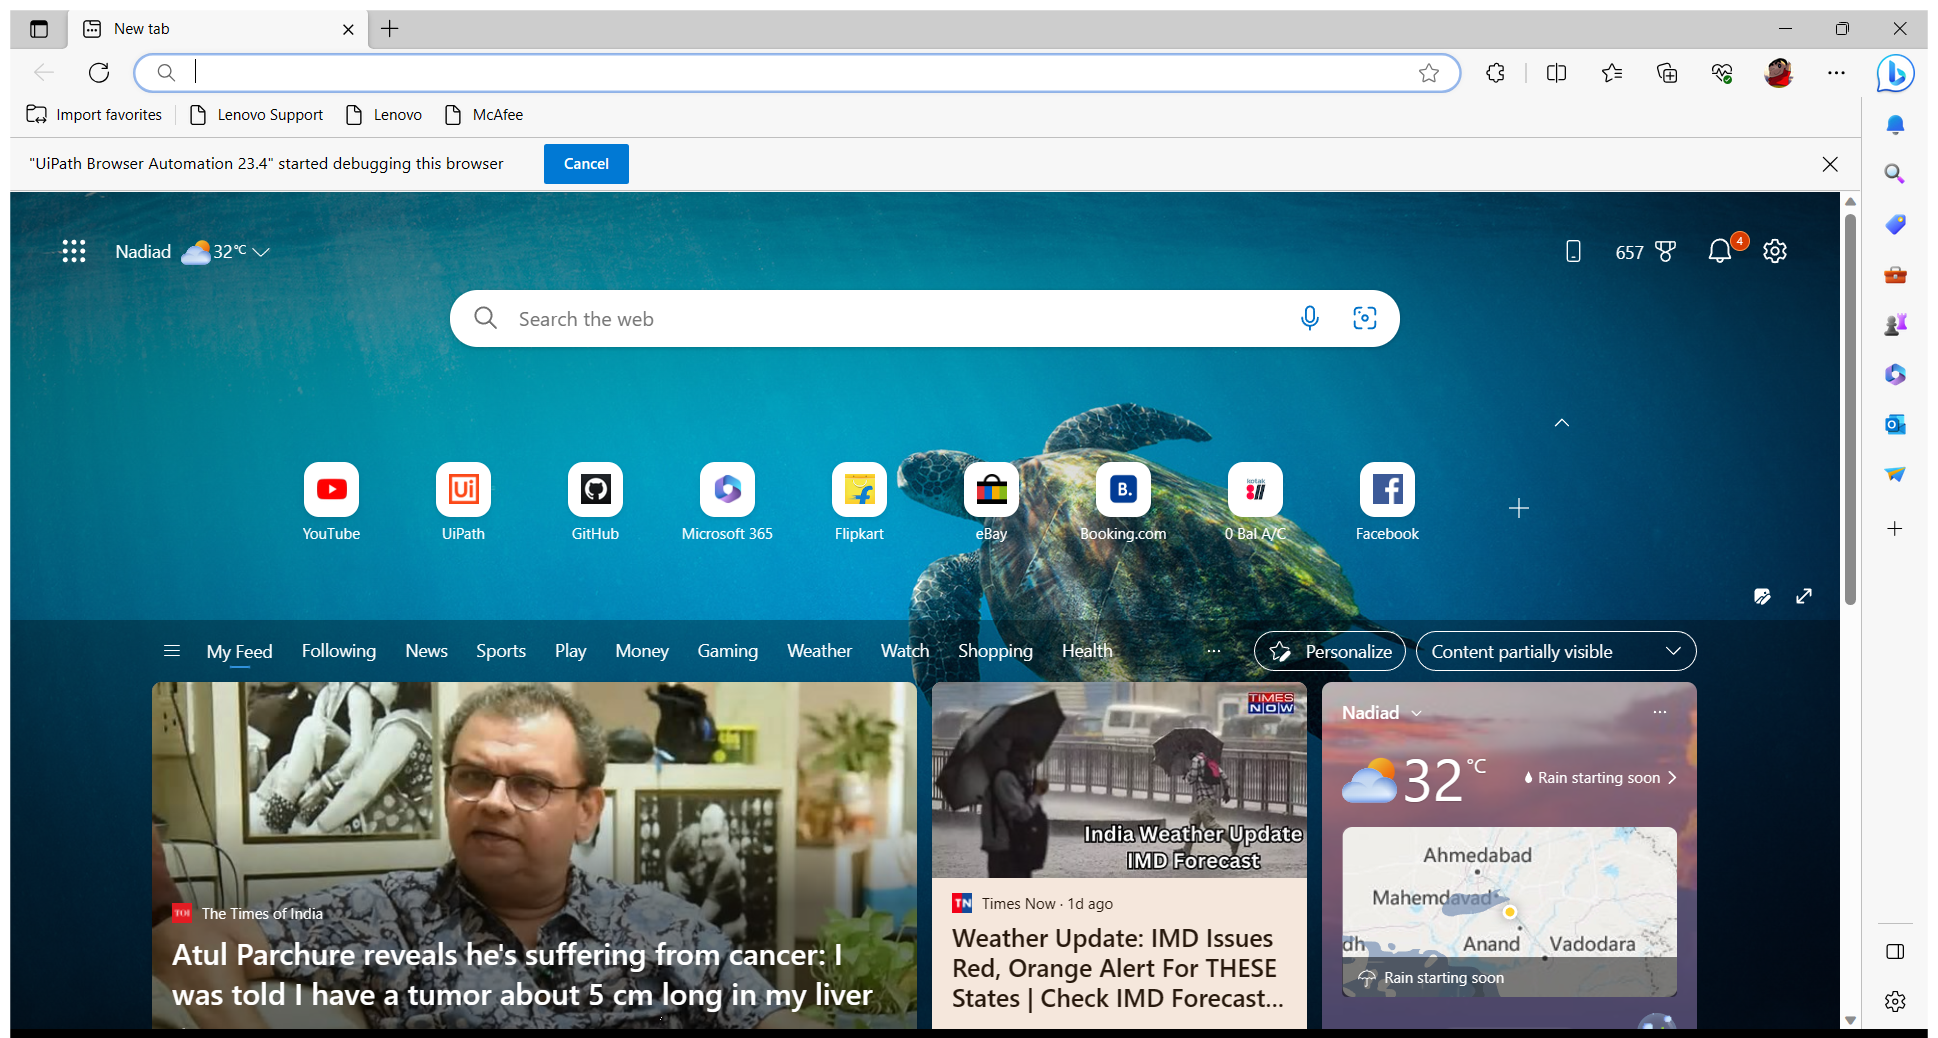 New tab
Import favorites
Lenovo Support
Lenovo
McAfee
"UiPath Browser Automation 23.4" started debugging this browser
Cancel
Nadiad
32°C
657
4
Search the web
Ui
B.
kotak
YouTube
UiPath
GitHub
Microsoft 365
Flipkart
eBay
Booking.com
0 Bal A/C
Facebook
My Feed
Following
News
Sports
Play
Money
Gaming
Weather
Watch
Shopping
Health
Personalize
Content partially visible
TOI
The Times of India
Atul Parchure reveals he's suffering from cancer: I
was told I have a tumor about 5 cm long in my liver
TIMES
NOW
India Weather Update
IMD Forecast
TN
Times Now · 1d ago
Weather Update: IMD Issues
Red, Orange Alert For THESE
States | Check IMD Forecast...
Nadiad
32°C
Rain starting soon
Ahmedabad
Mahemdavad
dh
Anand
Vadodara
Rain starting soon